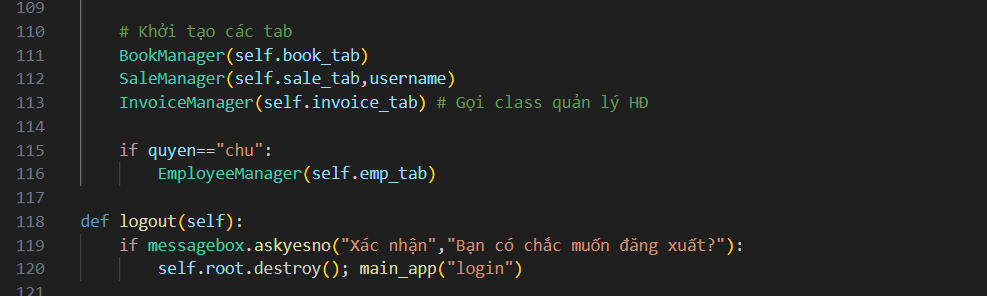 109
110 # Khởi tạo các tab
111 BookManager(self.book_tab)
112 SaleManager(self.sale_tab,username)
113 InvoiceManager(self.invoice_tab) # Gọi class quản lý HĐ
114
115 if quyen=="chu":
116 EmployeeManager(self.emp_tab)
117
118 def logout(self):
119 if messagebox.askyesno("Xác nhận","Bạn có chắc muốn đăng xuất?"):
120 self.root.destroy(); main_app("login")
121